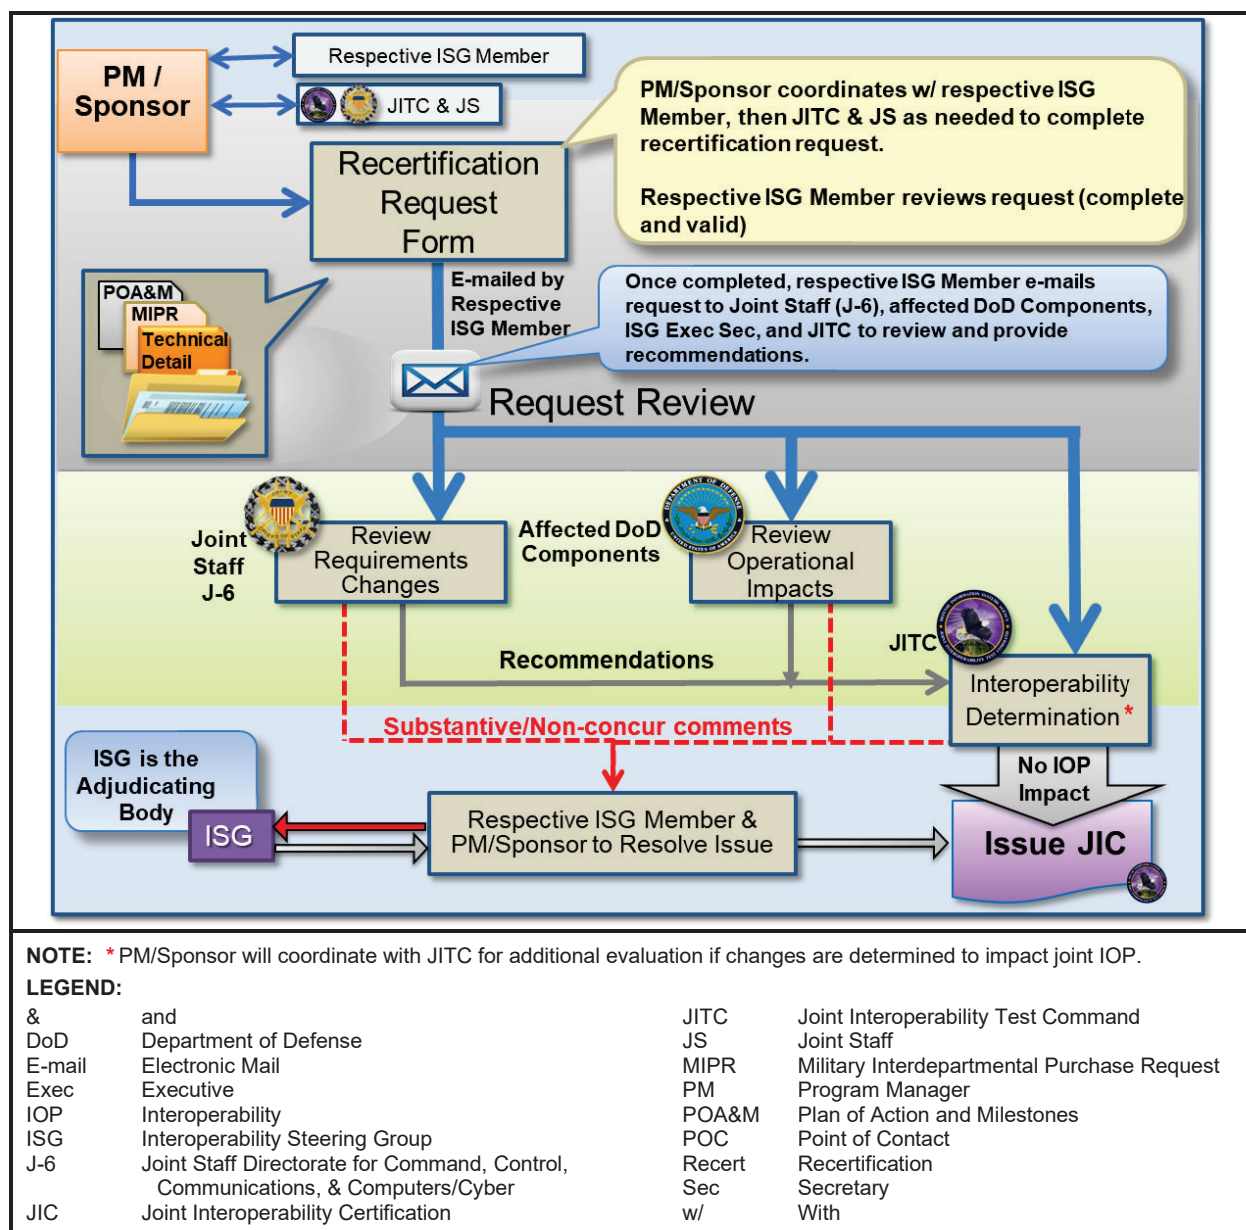 PM /
Sponsor
Respective ISG Member
JITC & JS
PM/Sponsor coordinates w/ respective ISG
Member, then JITC & JS as needed to complete
recertification request.
Respective ISG Member reviews request (complete
and valid)
Recertification
Request
Form
POA&M
MIPR
Technical
Detail
E-mailed by
Respective
ISG Member
Once completed, respective ISG Member e-mails
request to Joint Staff (J-6), affected DoD Components,
ISG Exec Sec, and JITC to review and provide
recommendations.
Request Review
Joint
Staff
J-6
Review
Requirements
Changes
Affected DoD
Components
DEPARTMENT OF DEFENSE
UNITED STATES OF AMERICA
Review
Operational
Impacts
JITC
Interoperability
Determination *
Recommendations
Substantive/Non-concur comments
ISG is the
Adjudicating
Body
ISG
Respective ISG Member &
PM/Sponsor to Resolve Issue
No IOP
Impact
Issue JIC
NOTE: * PM/Sponsor will coordinate with JITC for additional evaluation if changes are determined to impact joint IOP.
LEGEND:
& and
DoD Department of Defense
E-mail Electronic Mail
Exec Executive
IOP Interoperability
ISG Interoperability Steering Group
J-6 Joint Staff Directorate for Command, Control,
Communications, & Computers/Cyber
JIC Joint Interoperability Certification
JITC Joint Interoperability Test Command
JS Joint Staff
MIPR Military Interdepartmental Purchase Request
PM Program Manager
POA&M Plan of Action and Milestones
POC Point of Contact
Recert Recertification
Sec Secretary
w/ With